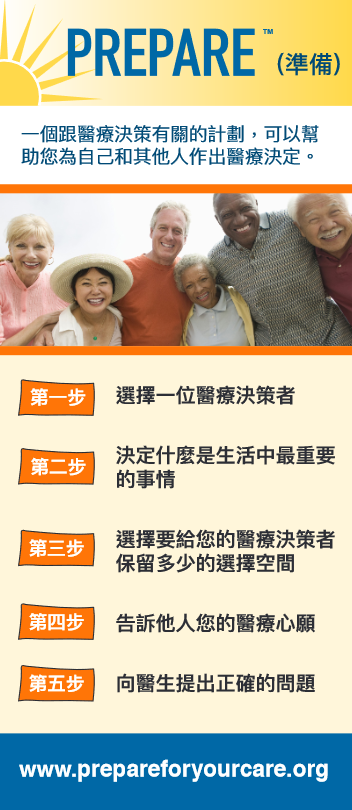 PREPARE™ (準備)
一個跟醫療決策有關的計劃，可以幫
助您為自己和其他人作出醫療決定。
第一步 選擇一位醫療決策者
第二步 決定什麼是生活中最重要
的事情
第三步 選擇要給您的醫療決策者
保留多少的選擇空間
第四步 告訴他人您的醫療心願
第五步 向醫生提出正確的問題
www.prepareforyourcare.org